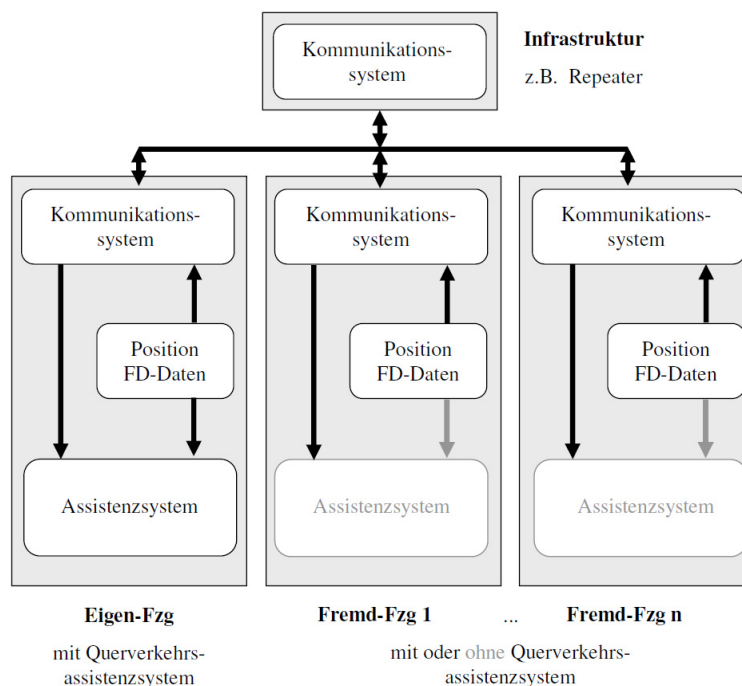 Kommunikations-
system
Infrastruktur
z.B. Repeater
Kommunikations-
system
Kommunikations-
system
Kommunikations-
system
Position
FD-Daten
Position
FD-Daten
Position
FD-Daten
Assistenzsystem
Assistenzsystem
Assistenzsystem
Eigen-Fzg
Fremd-Fzg 1
...
Fremd-Fzg n
mit Querverkehrs-
assistenzsystem
mit oder ohne Querverkehrs-
assistenzsystem